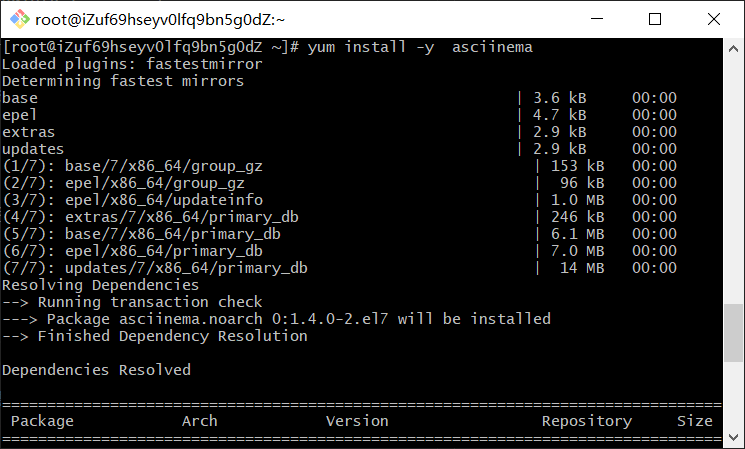 root@iZuf69hseyv0lfq9bn5g0dZ:~
[root@iZuf69hseyv0lfq9bn5g0dZ ~]# yum install -y  asciinema
Loaded plugins: fastestmirror
Determining fastest mirrors
base | 3.6 kB 00:00
epel | 4.7 kB 00:00
extras | 2.9 kB 00:00
updates | 2.9 kB 00:00
(1/7): base/7/x86_64/group_gz | 153 kB 00:00
(2/7): epel/x86_64/group_gz | 96 kB 00:00
(3/7): epel/x86_64/updateinfo | 1.0 MB 00:00
(4/7): extras/7/x86_64/primary_db | 246 kB 00:00
(5/7): base/7/x86_64/primary_db | 6.1 MB 00:00
(6/7): epel/x86_64/primary_db | 7.0 MB 00:00
(7/7): updates/7/x86_64/primary_db | 14 MB 00:00
Resolving Dependencies
--> Running transaction check
---> Package asciinema.noarch 0:1.4.0-2.el7 will be installed
--> Finished Dependency Resolution
Dependencies Resolved
================================================================================
Package Arch Version Repository Size
================================================================================